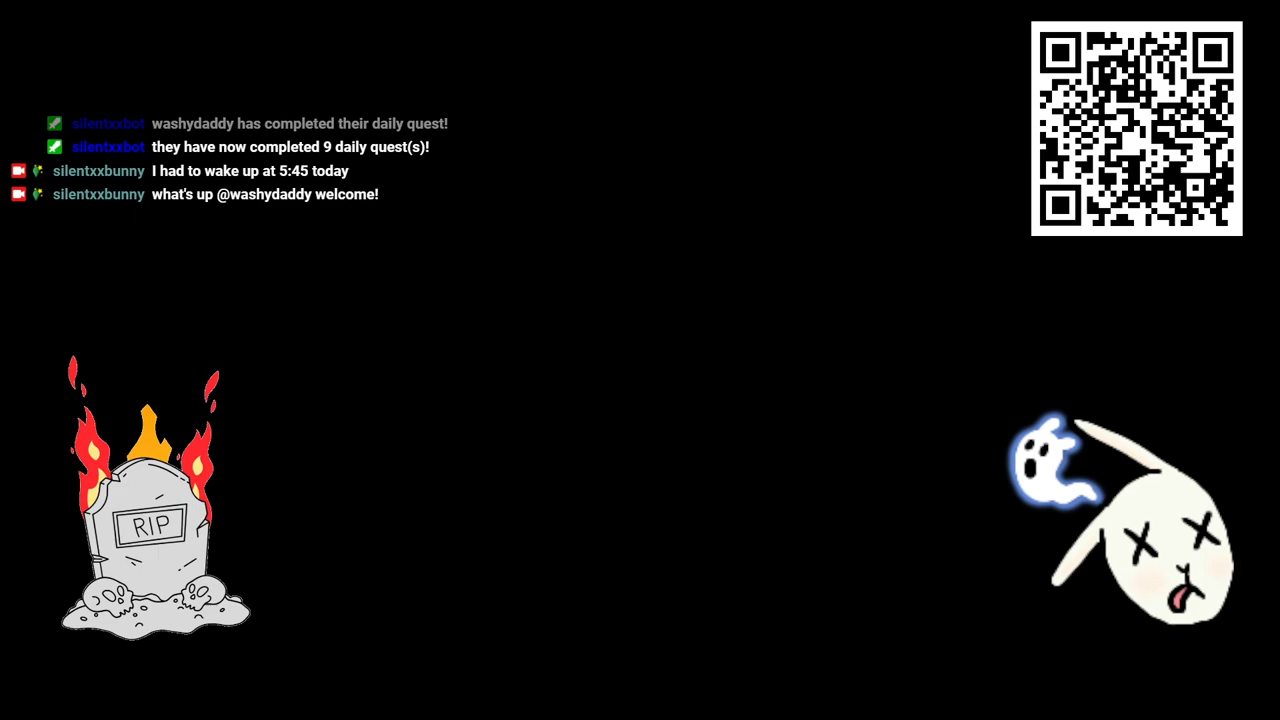 silentxxbot washydaddy has completed their daily quest!
silentxxbot they have now completed 9 daily quest(s)!
silentxxbunny I had to wake up at 5:45 today
silentxxbunny what's up @washydaddy welcome!
RIP